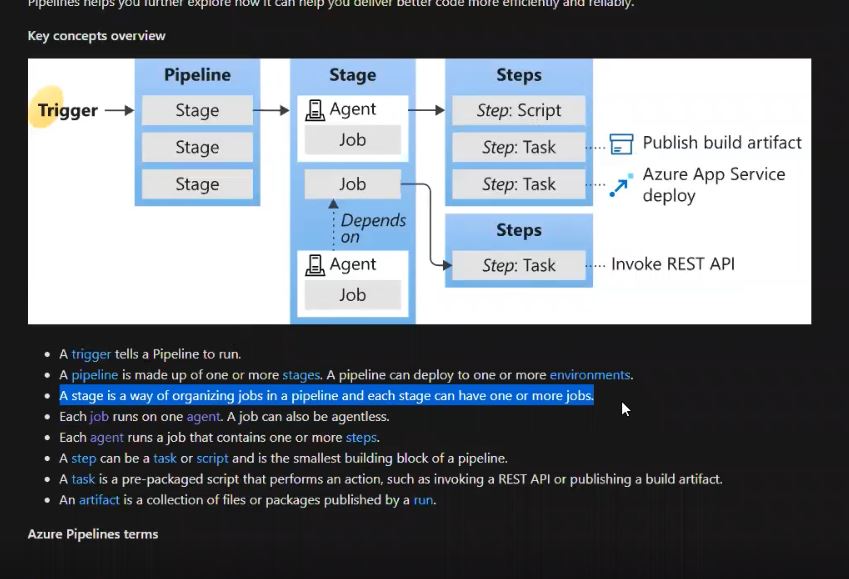 Pipelines helps you further explore how it can help you deliver better code more efficiently and reliably.
Key concepts overview
Trigger
Pipeline
Stage
Stage
Stage
Stage
Agent
Job
Job
Depends
on
Agent
Job
Steps
Step: Script
Step: Task
Step: Task
Publish build artifact
Azure App Service
deploy
Steps
Step: Task
Invoke REST API
A trigger tells a Pipeline to run.
A pipeline is made up of one or more stages. A pipeline can deploy to one or more environments.
A stage is a way of organizing jobs in a pipeline and each stage can have one or more jobs.
Each job runs on one agent. A job can also be agentless.
Each agent runs a job that contains one or more steps.
A step can be a task or script and is the smallest building block of a pipeline.
A task is a pre-packaged script that performs an action, such as invoking a REST API or publishing a build artifact.
An artifact is a collection of files or packages published by a run.
Azure Pipelines terms